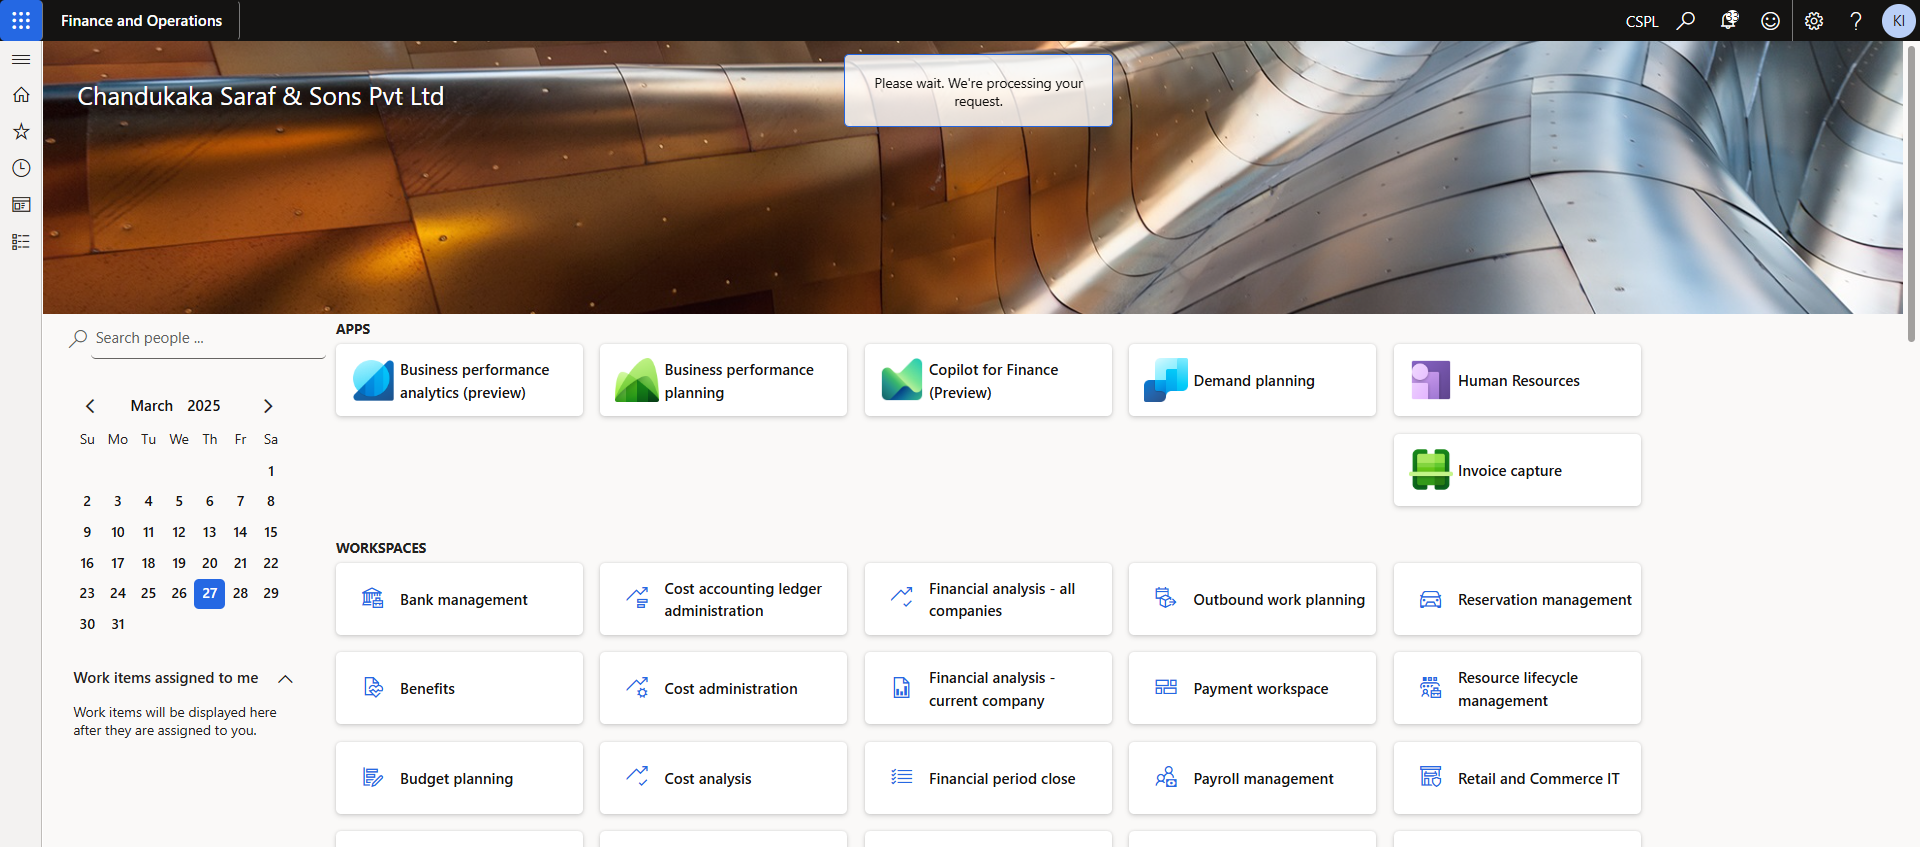 Finance and Operations
CSPL
KI
Chandukaka Saraf & Sons Pvt Ltd
Please wait. We're processing your
request.
Search people ...
March 2025
Su Mo Tu We Th Fr Sa
1
2 3 4 5 6 7 8
9 10 11 12 13 14 15
16 17 18 19 20 21 22
23 24 25 26 27 28 29
30 31
Work items assigned to me
Work items will be displayed here
after they are assigned to you.
APPS
Business performance
analytics (preview)
Business performance
planning
Copilot for Finance
(Preview)
Demand planning
Human Resources
Invoice capture
WORKSPACES
Bank management
Cost accounting ledger
administration
Financial analysis - all
companies
Outbound work planning
Reservation management
Benefits
Cost administration
Financial analysis -
current company
Payment workspace
Resource lifecycle
management
Budget planning
Cost analysis
Financial period close
Payroll management
Retail and Commerce IT